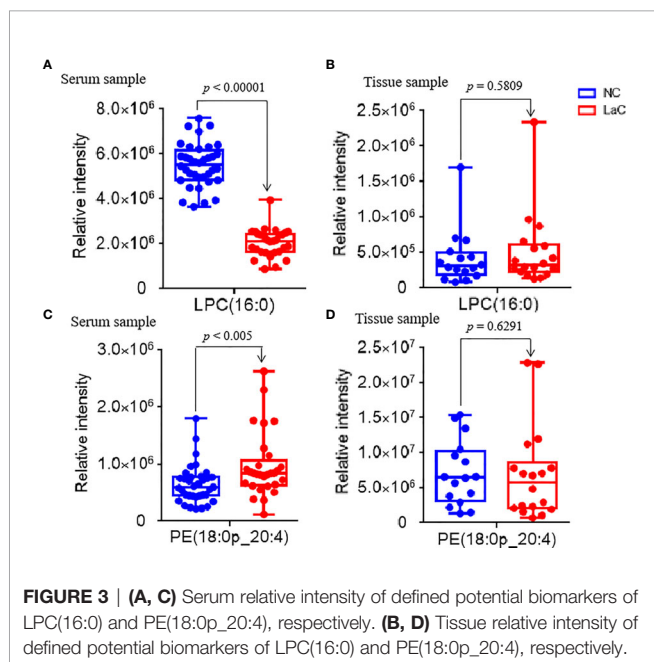 A
Serum sample
p < 0.00001
Relative intensity
8.0×10⁶
6.0×10⁶
4.0×10⁶
2.0×10⁶
0
LPC(16:0)
B
Tissue sample
p = 0.5809
NC
LaC
Relative intensity
2.5×10⁶
2.0×10⁶
1.5×10⁶
1.0×10⁶
5.0×10⁵
0
LPC(16:0)
C
Serum sample
p < 0.005
Relative intensity
3.0×10⁶
2.0×10⁶
1.0×10⁶
0
PE(18:0p_20:4)
D
Tissue sample
p = 0.6291
Relative intensity
2.5×10⁷
2.0×10⁷
1.5×10⁷
1.0×10⁷
5.0×10⁶
0
PE(18:0p_20:4)
FIGURE 3 | (A, C) Serum relative intensity of defined potential biomarkers of
LPC(16:0) and PE(18:0p_20:4), respectively. (B, D) Tissue relative intensity of
defined potential biomarkers of LPC(16:0) and PE(18:0p_20:4), respectively.